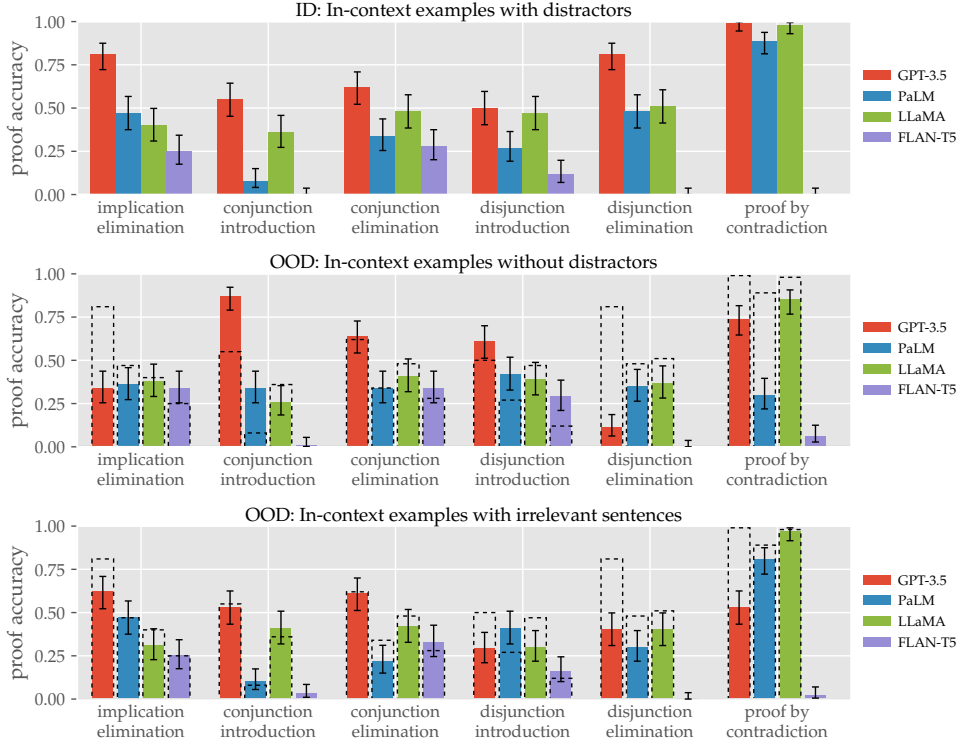 ID: In-context examples with distractors
proof accuracy
1.00
0.75
0.50
0.25
0.00
implication elimination
conjunction introduction
conjunction elimination
disjunction introduction
disjunction elimination
proof by contradiction
GPT-3.5
PaLM
LLaMA
FLAN-T5
OOD: In-context examples without distractors
proof accuracy
1.00
0.75
0.50
0.25
0.00
implication elimination
conjunction introduction
conjunction elimination
disjunction introduction
disjunction elimination
proof by contradiction
GPT-3.5
PaLM
LLaMA
FLAN-T5
OOD: In-context examples with irrelevant sentences
proof accuracy
1.00
0.75
0.50
0.25
0.00
implication elimination
conjunction introduction
conjunction elimination
disjunction introduction
disjunction elimination
proof by contradiction
GPT-3.5
PaLM
LLaMA
FLAN-T5